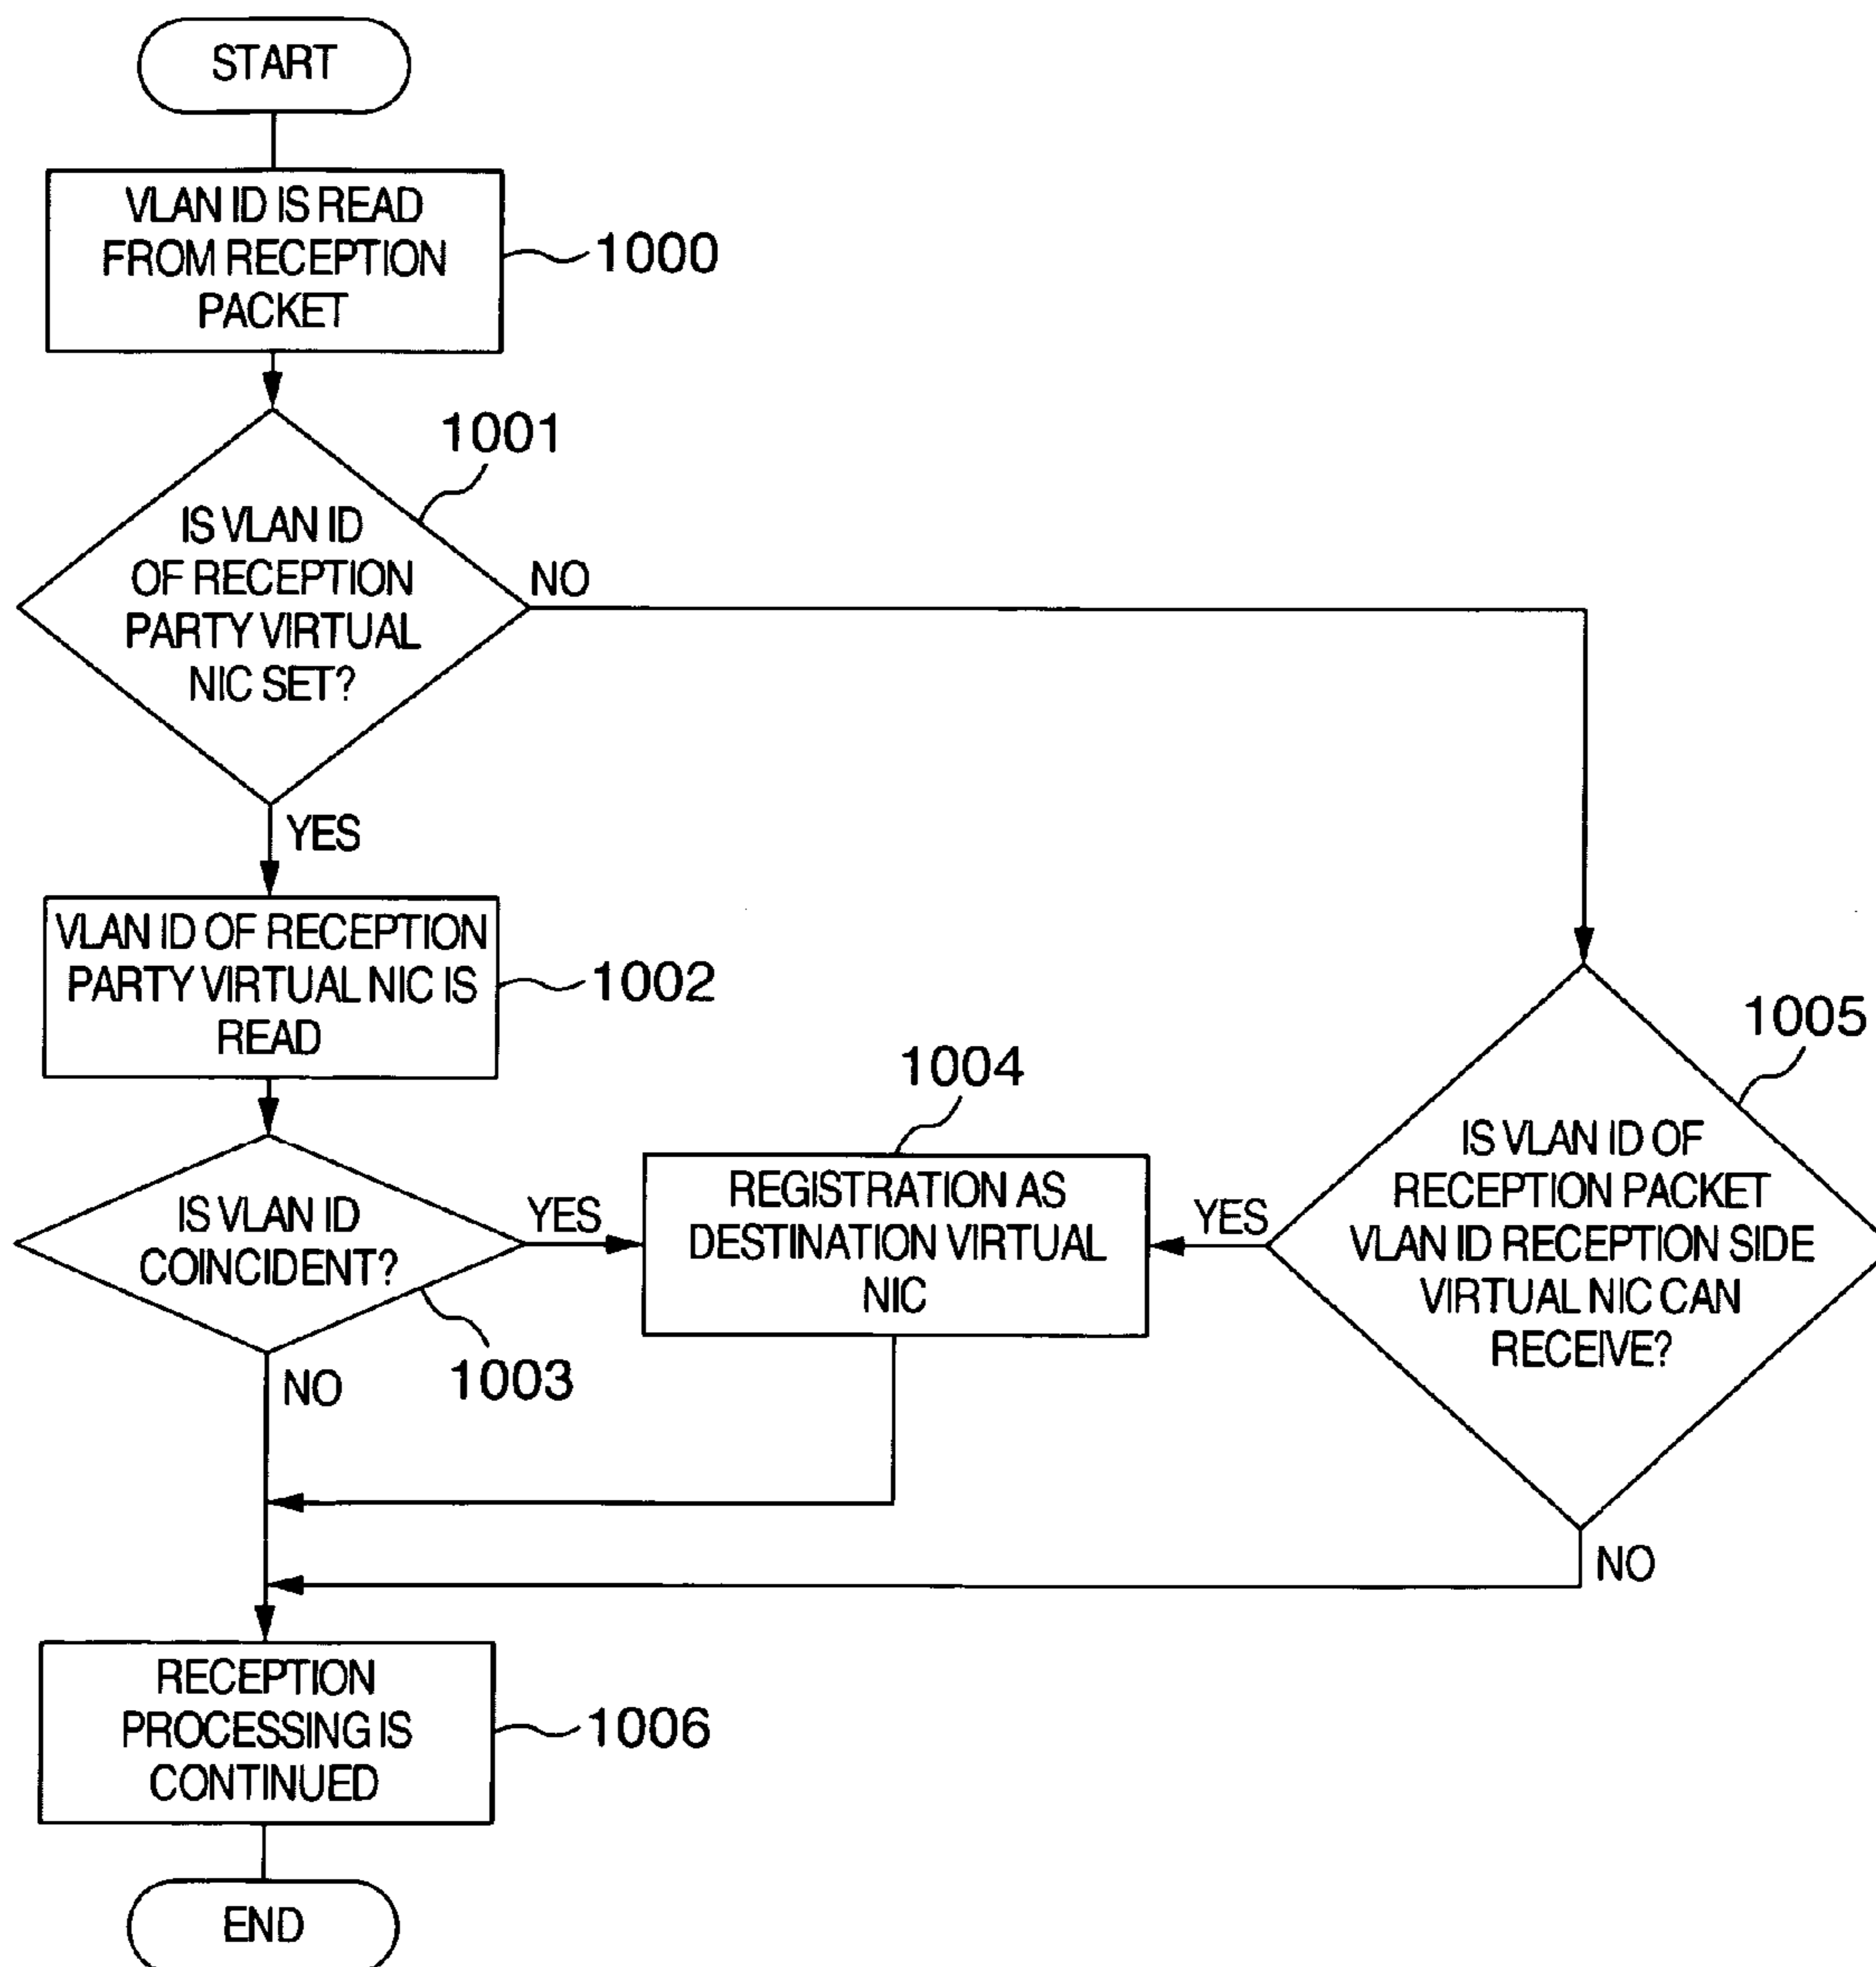 START
VLAN ID IS READ
FROM RECEPTION
PACKET
1000
1001
IS VLAN ID
OF RECEPTION
PARTY VIRTUAL
NIC SET?
NO
YES
VLAN ID OF RECEPTION
PARTY VIRTUAL NIC IS
READ
1002
IS VLAN ID
COINCIDENT?
YES
1003
NO
1004
REGISTRATION AS
DESTINATION VIRTUAL
NIC
1005
IS VLAN ID OF
RECEPTION PACKET
VLAN ID RECEPTION SIDE
VIRTUAL NIC CAN
RECEIVE?
YES
NO
RECEPTION
PROCESSING IS
CONTINUED
1006
END